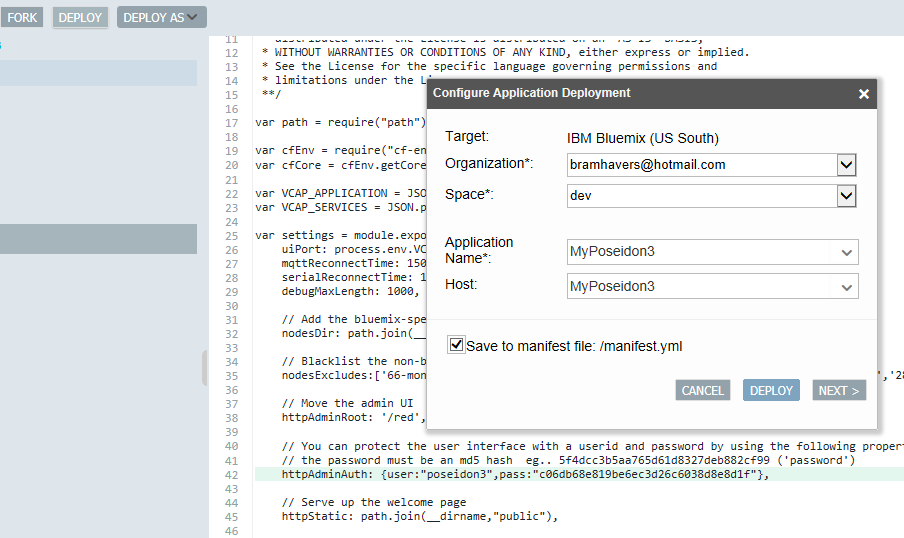 FORK DEPLOY DEPLOY AS
11 distributed under the License is distributed on an "AS IS" BASIS,
12 * WITHOUT WARRANTIES OR CONDITIONS OF ANY KIND, either express or implied.
13 * See the License for the specific language governing permissions and
14 * limitations under the Li
15 **/
16
17 var path = require("path")
18
19 var cfEnv = require("cf-en
20 var cfCore = cfEnv.getCore
21
22 var VCAP_APPLICATION = JSO
23 var VCAP_SERVICES = JSON.p
24
25 var settings = module.expo
26 uiPort: process.env.VC
27 mqttReconnectTime: 150
28 serialReconnectTime: 1
29 debugMaxLength: 1000,
30
31 // Add the bluemix-spe
32 nodesDir: path.join(__
33
34 // Blacklist the non-b
35 nodesExcludes:['66-mon ','28
36
37 // Move the admin UI
38 httpAdminRoot: '/red',
39
40 // You can protect the user interface with a userid and password by using the following propert
41 // the password must be an md5 hash eg.. 5f4dcc3b5aa765d61d8327deb882cf99 ('password')
42 httpAdminAuth: {user:"poseidon3",pass:"c06db68e819be6ec3d26c6038d8e8d1f"},
43
44 // Serve up the welcome page
45 httpStatic: path.join(__dirname,"public"),
46
Configure Application Deployment ×
Target: IBM Bluemix (US South)
Organization*: bramhavers@hotmail.com
Space*: dev
Application
Name*: MyPoseidon3
Host: MyPoseidon3
Save to manifest file: /manifest.yml
CANCEL DEPLOY NEXT >